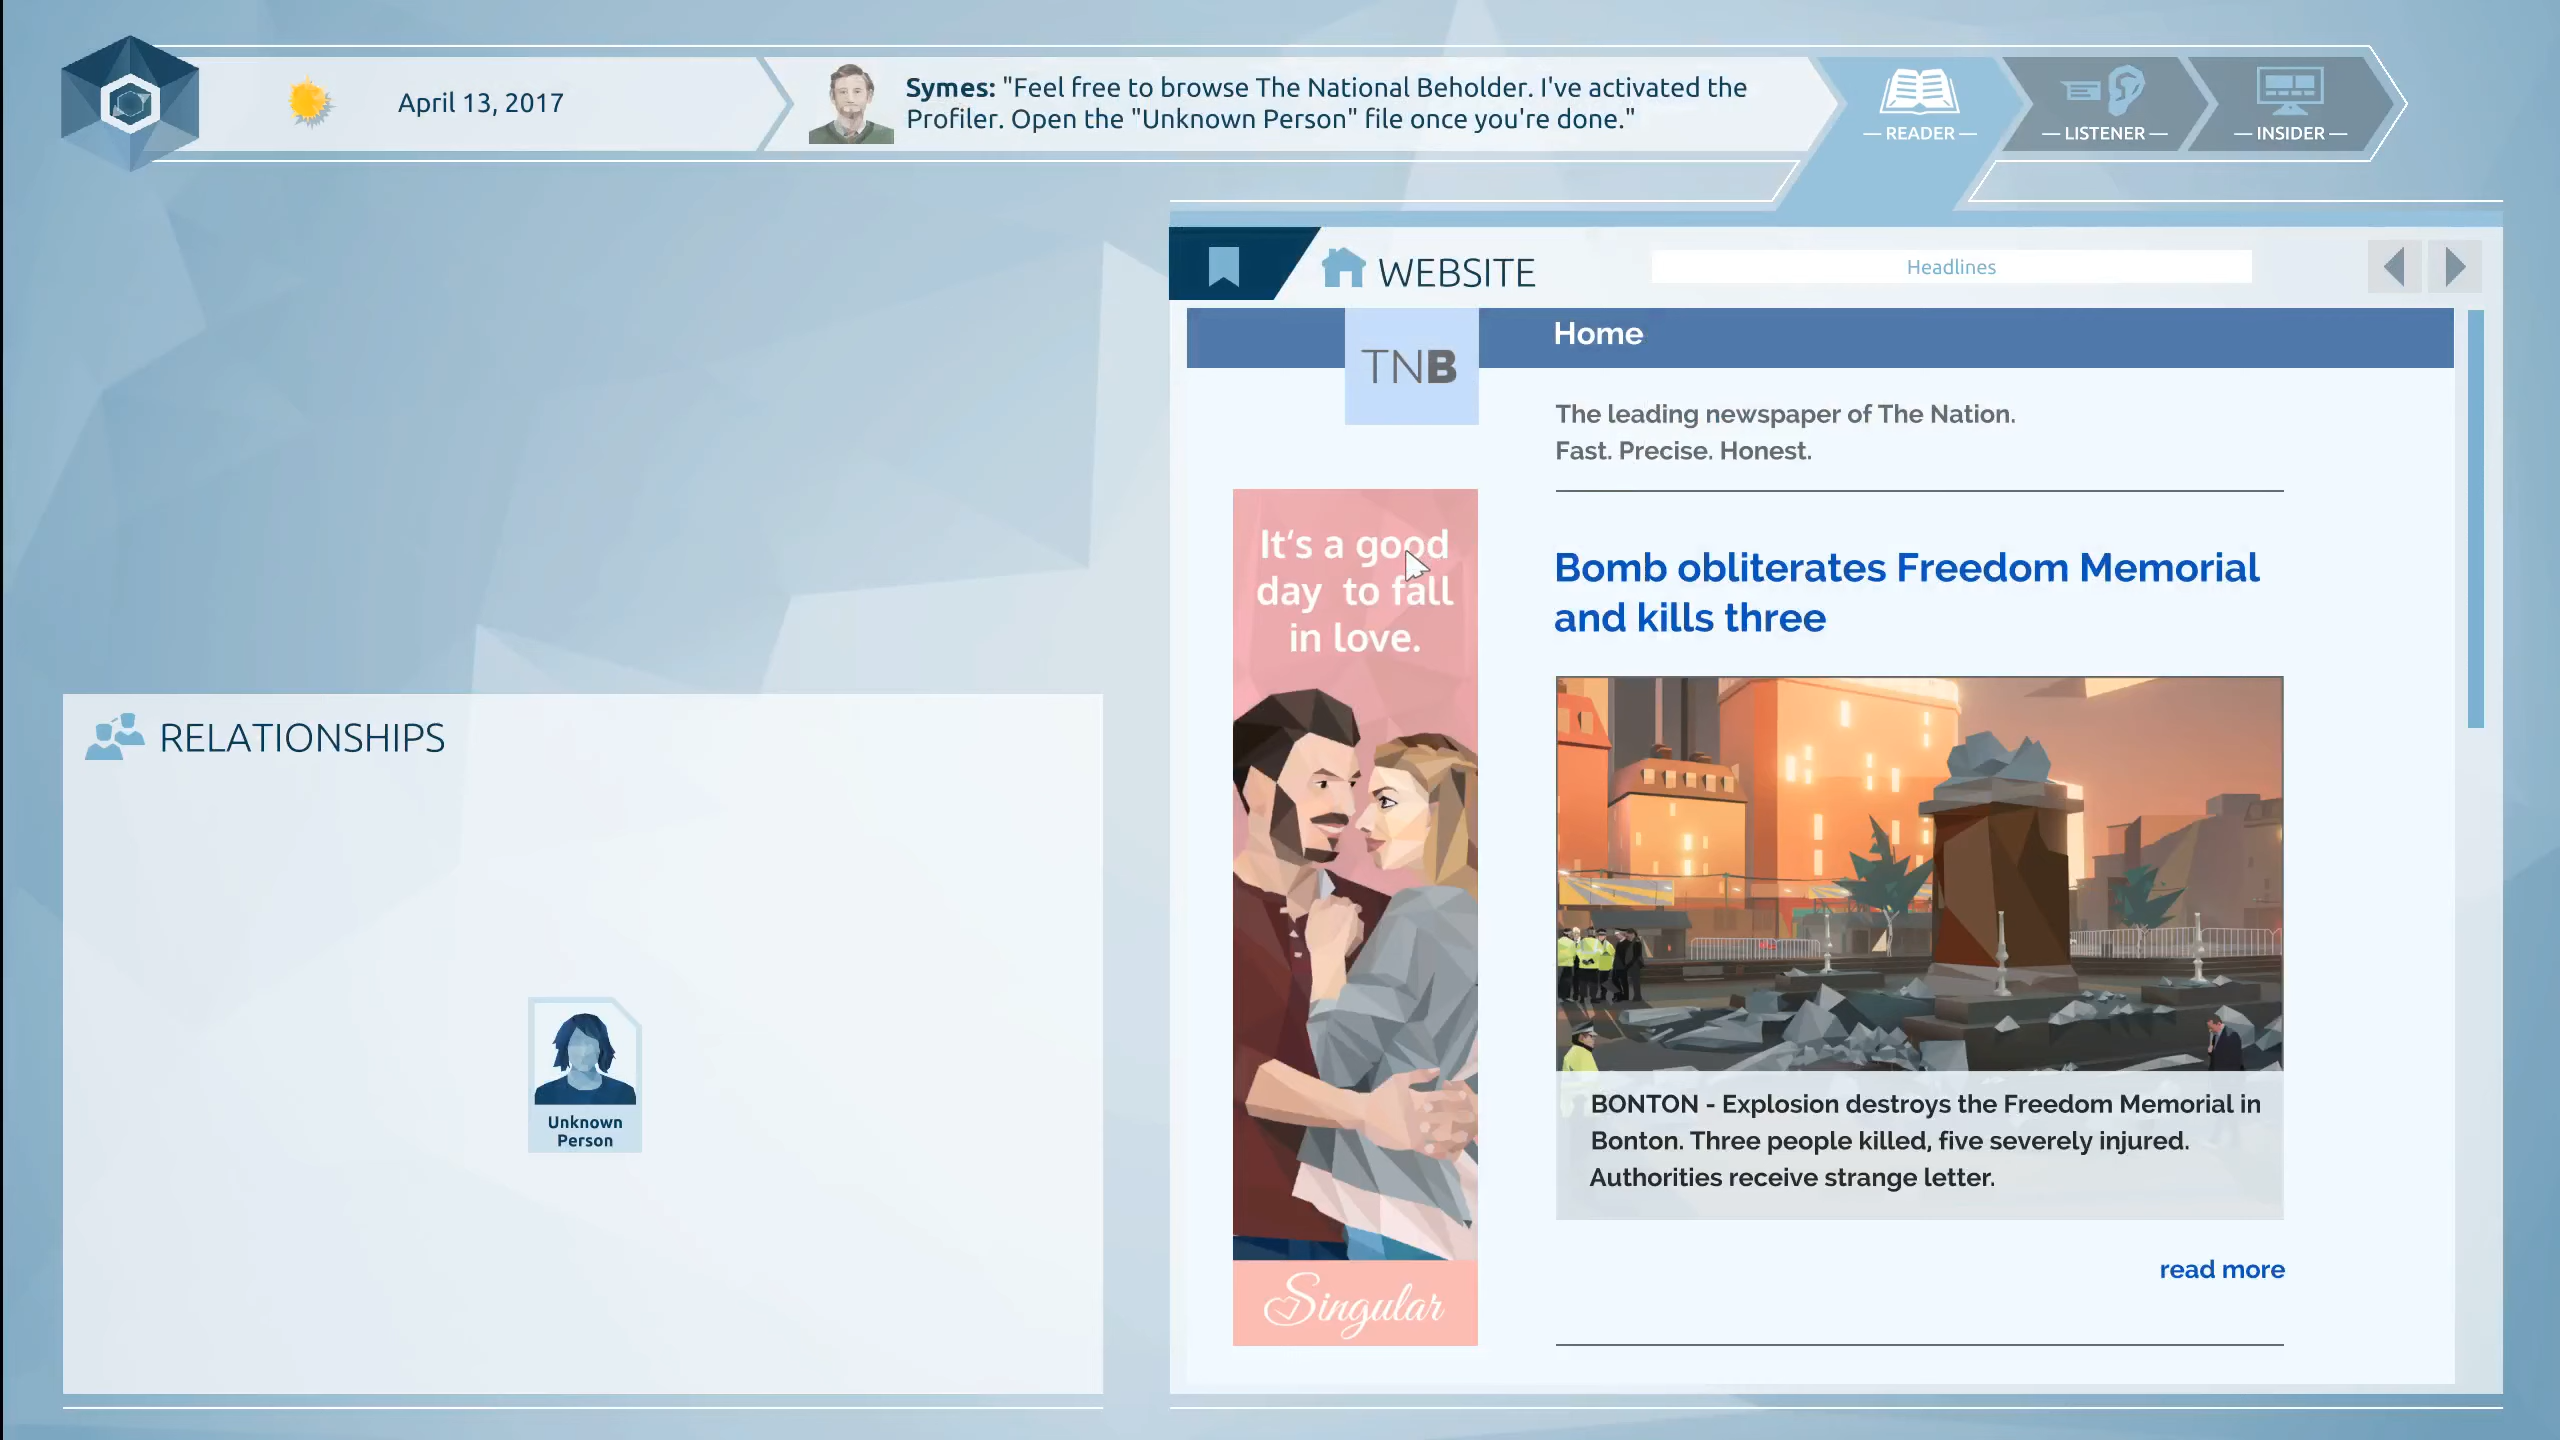 April 13, 2017
Symes: "Feel free to browse The National Beholder. I've activated the
Profiler. Open the "Unknown Person" file once you're done."
READER
LISTENER
INSIDER
WEBSITE
Headlines
TNB
Home
The leading newspaper of The Nation.
Fast. Precise. Honest.
It's a good
day to fall
in love.
Singular
Bomb obliterates Freedom Memorial
and kills three
BONTON - Explosion destroys the Freedom Memorial in
Bonton. Three people killed, five severely injured.
Authorities receive strange letter.
read more
RELATIONSHIPS
Unknown
Person